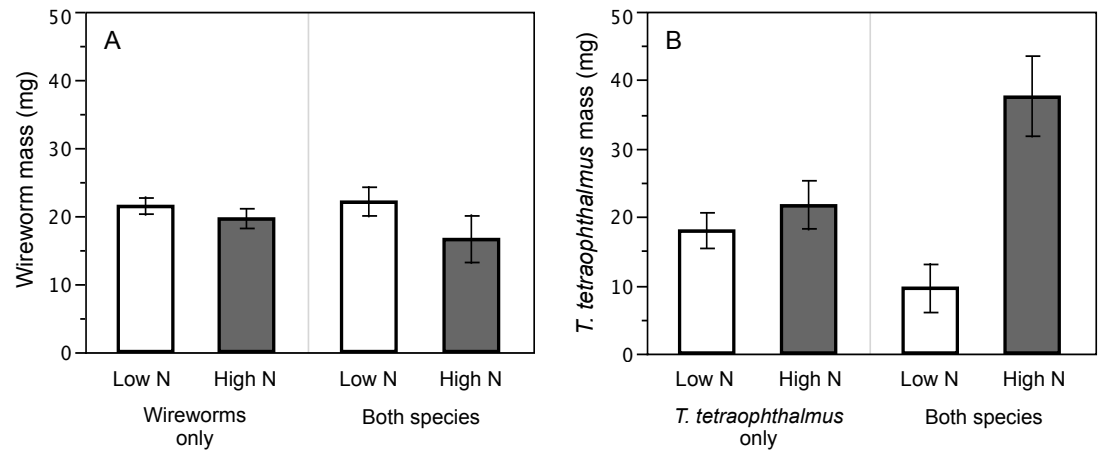 A
Wireworm mass (mg)
50
40
30
20
10
0
Low N
High N
Low N
High N
Wireworms
only
Both species
B
T. tetraophthalmus mass (mg)
50
40
30
20
10
0
Low N
High N
Low N
High N
T. tetraophthalmus
only
Both species